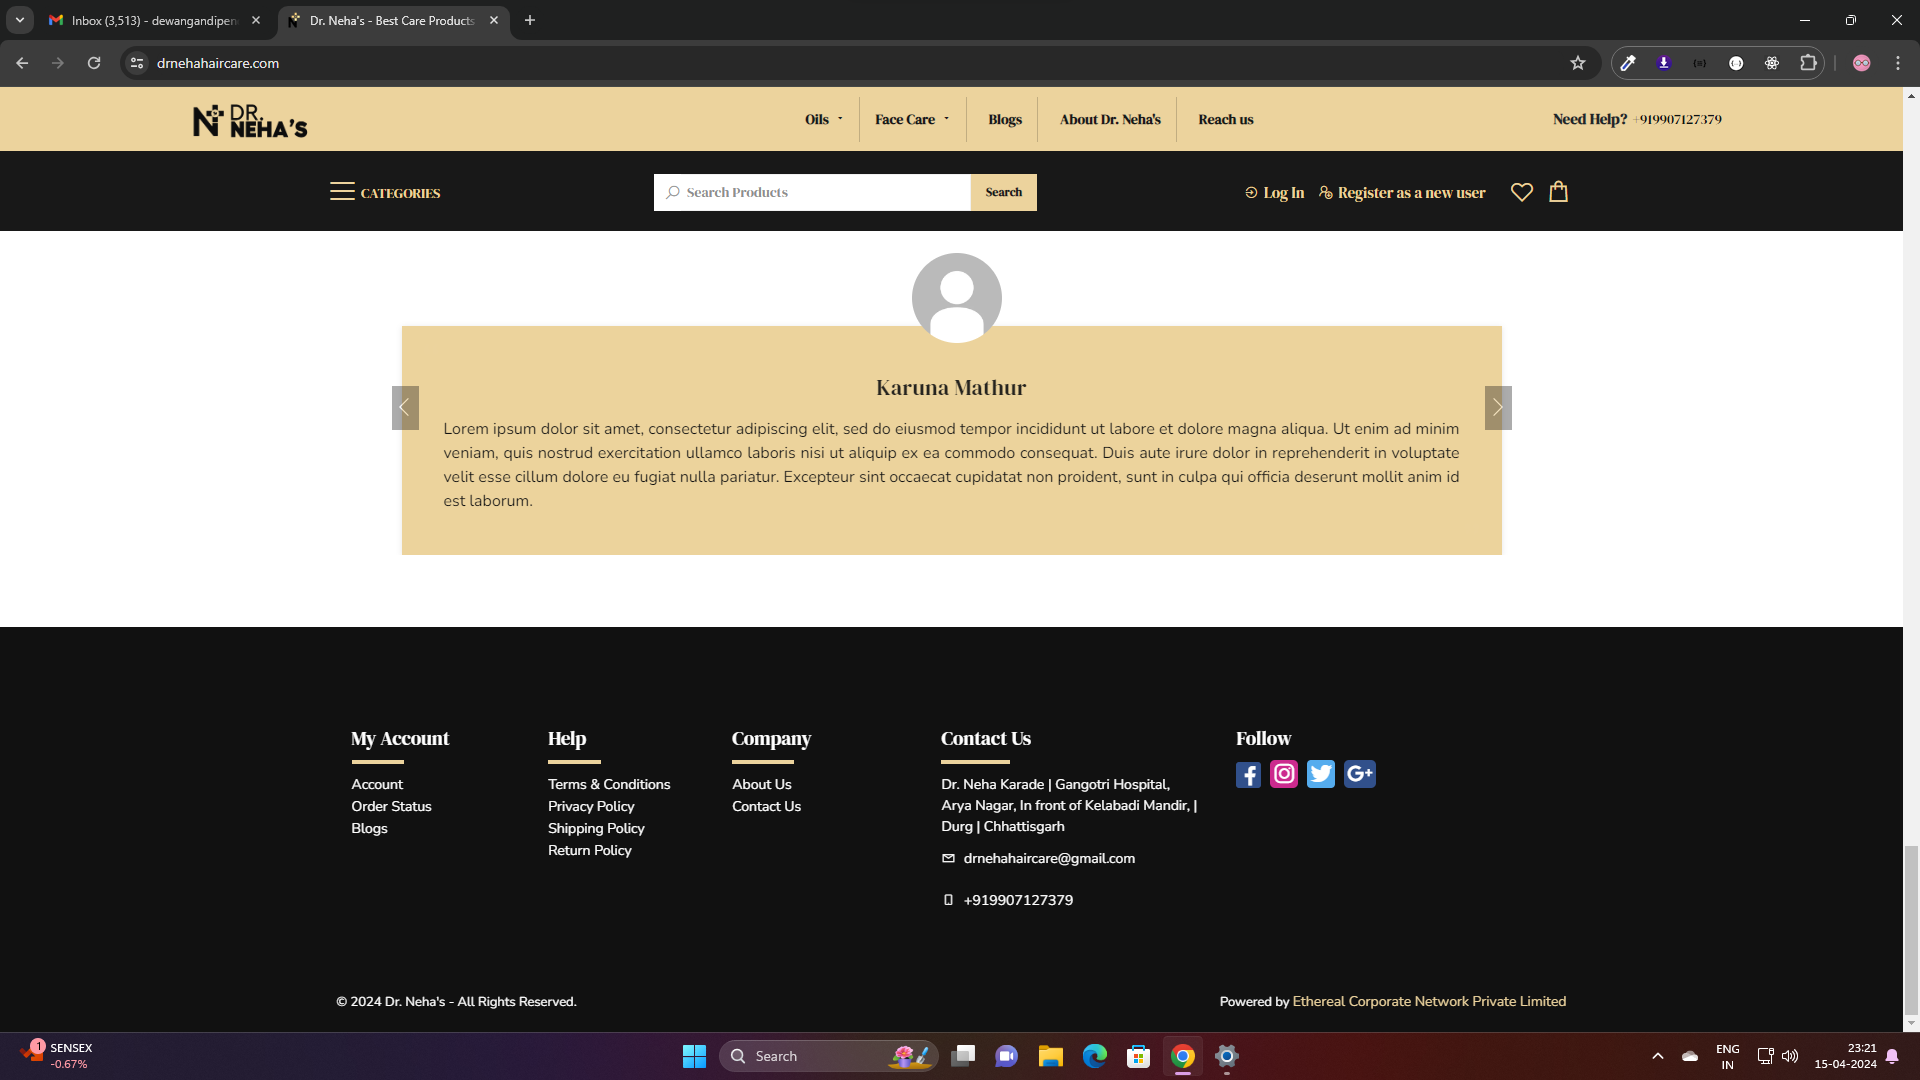 Inbox (3,513) - dewangandipen
Dr. Neha's - Best Care Products
drnehahaircare.com
DR.
NEHA'S
Oils
Face Care
Blogs
About Dr. Neha's
Reach us
Need Help? +919907127379
CATEGORIES
Search Products
Search
Log In
Register as a new user
Karuna Mathur
Lorem ipsum dolor sit amet, consectetur adipiscing elit, sed do eiusmod tempor incididunt ut labore et dolore magna aliqua. Ut enim ad minim
veniam, quis nostrud exercitation ullamco laboris nisi ut aliquip ex ea commodo consequat. Duis aute irure dolor in reprehenderit in voluptate
velit esse cillum dolore eu fugiat nulla pariatur. Excepteur sint occaecat cupidatat non proident, sunt in culpa qui officia deserunt mollit anim id
est laborum.
My Account
Account
Order Status
Blogs
Help
Terms & Conditions
Privacy Policy
Shipping Policy
Return Policy
Company
About Us
Contact Us
Contact Us
Dr. Neha Karade | Gangotri Hospital,
Arya Nagar, In front of Kelabadi Mandir, |
Durg | Chhattisgarh
drnehahaircare@gmail.com
+919907127379
Follow
G+
© 2024 Dr. Neha's - All Rights Reserved.
Powered by Ethereal Corporate Network Private Limited
1
SENSEX
-0.67%
Search
ENG
IN
23:21
15-04-2024